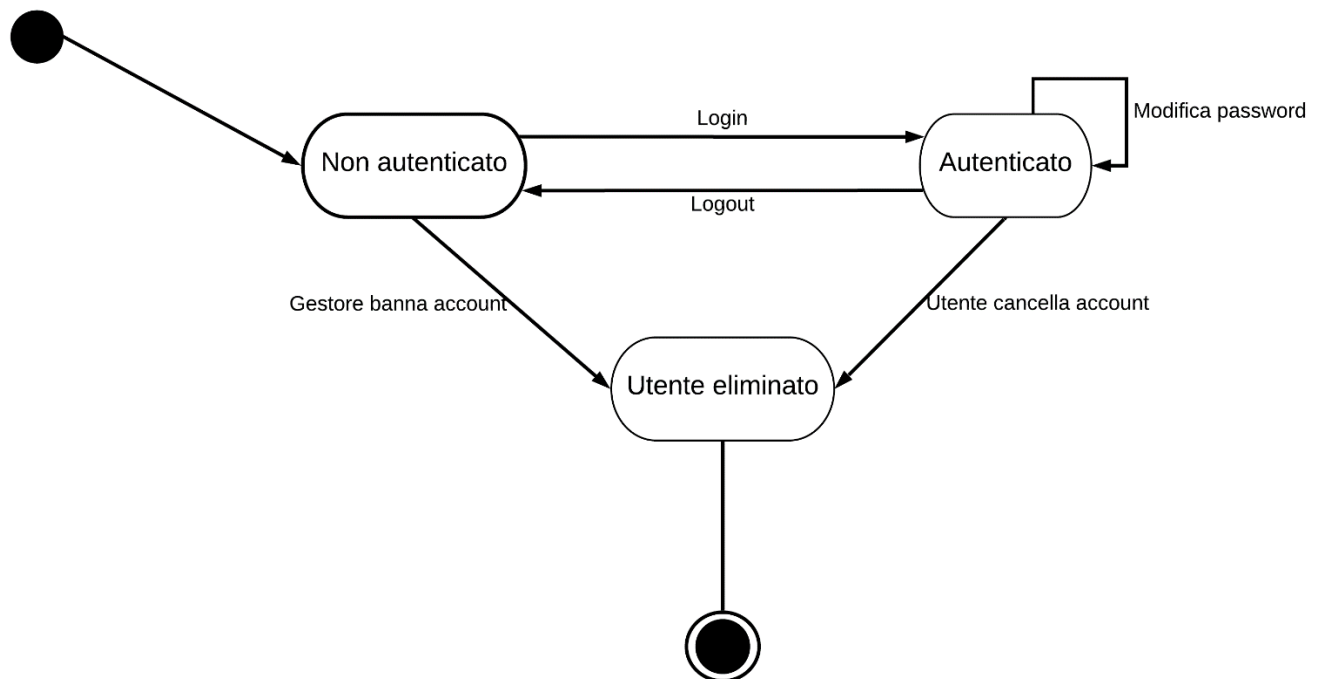 Login
Modifica password
Non autenticato
Autenticato
Logout
Gestore banna account
Utente cancella account
Utente eliminato